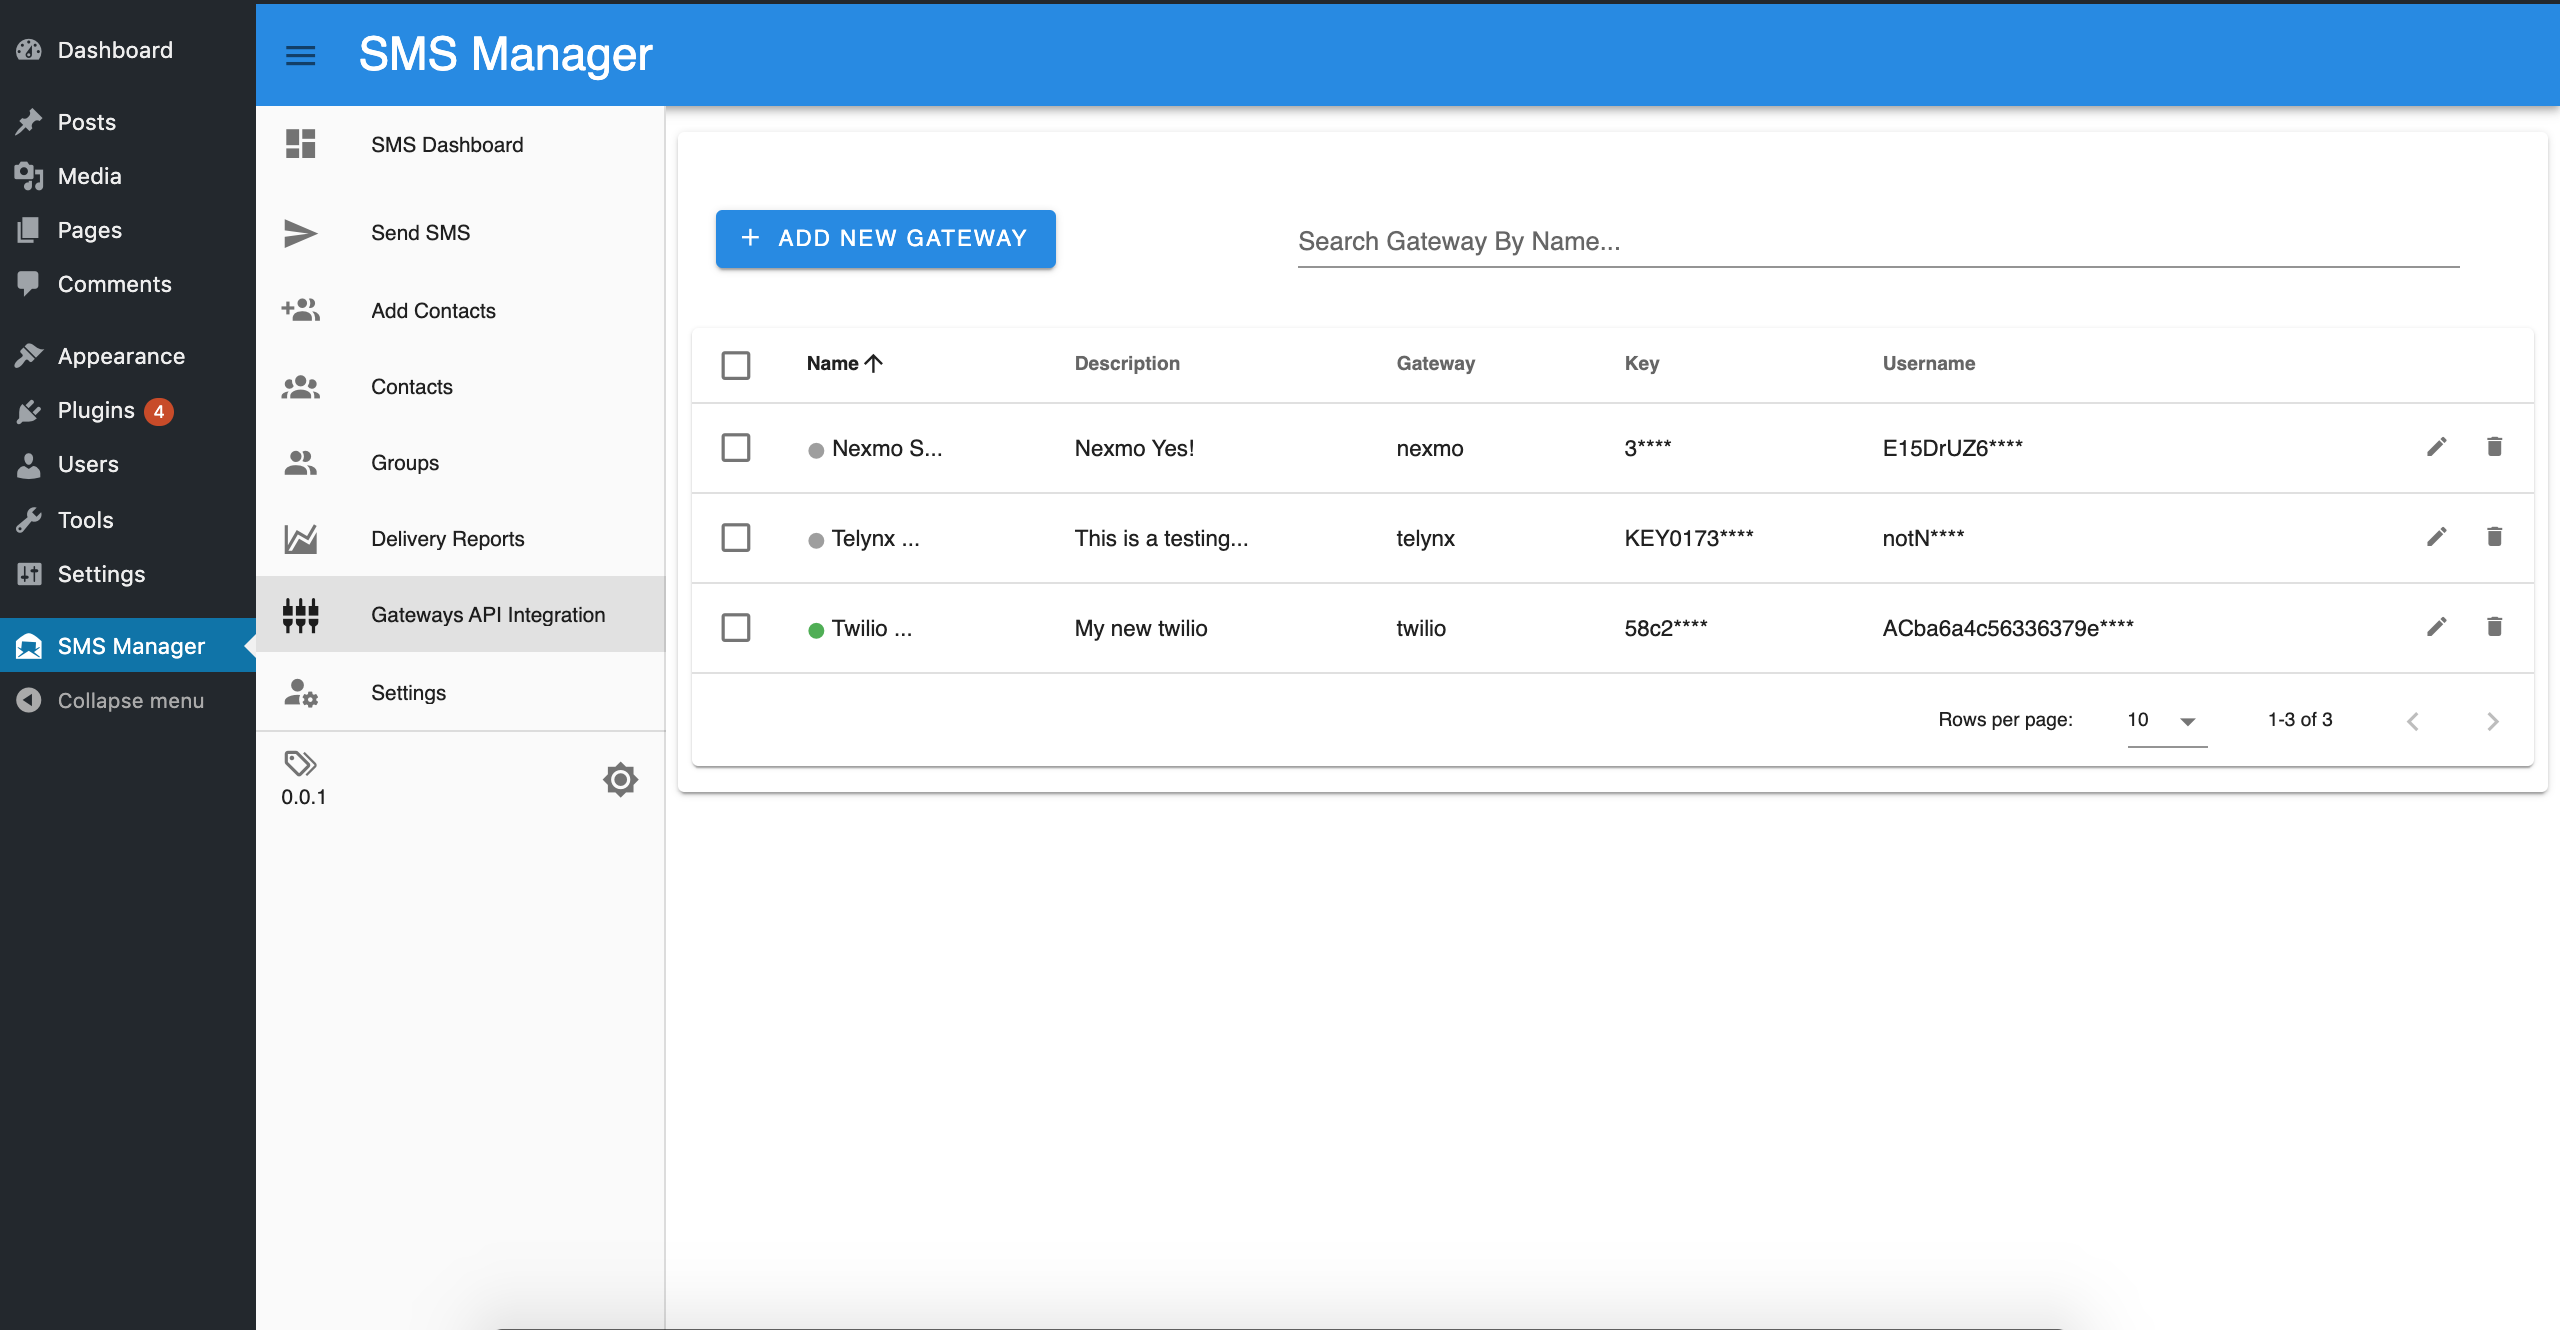 Dashboard
Posts
Media
Pages
Comments
Appearance
Plugins 4
Users
Tools
Settings
SMS Manager
Collapse menu
SMS Manager
SMS Dashboard
Send SMS
Add Contacts
Contacts
Groups
Delivery Reports
Gateways API Integration
Settings
0.0.1
+ ADD NEW GATEWAY
Search Gateway By Name...
Name Description Gateway Key Username
Nexmo S... Nexmo Yes! nexmo 3**** E15DrUZ6****
Telynx ... This is a testing... telynx KEY0173**** notN****
Twilio ... My new twilio twilio 58c2**** ACba6a4c56336379e****
Rows per page: 10 1-3 of 3